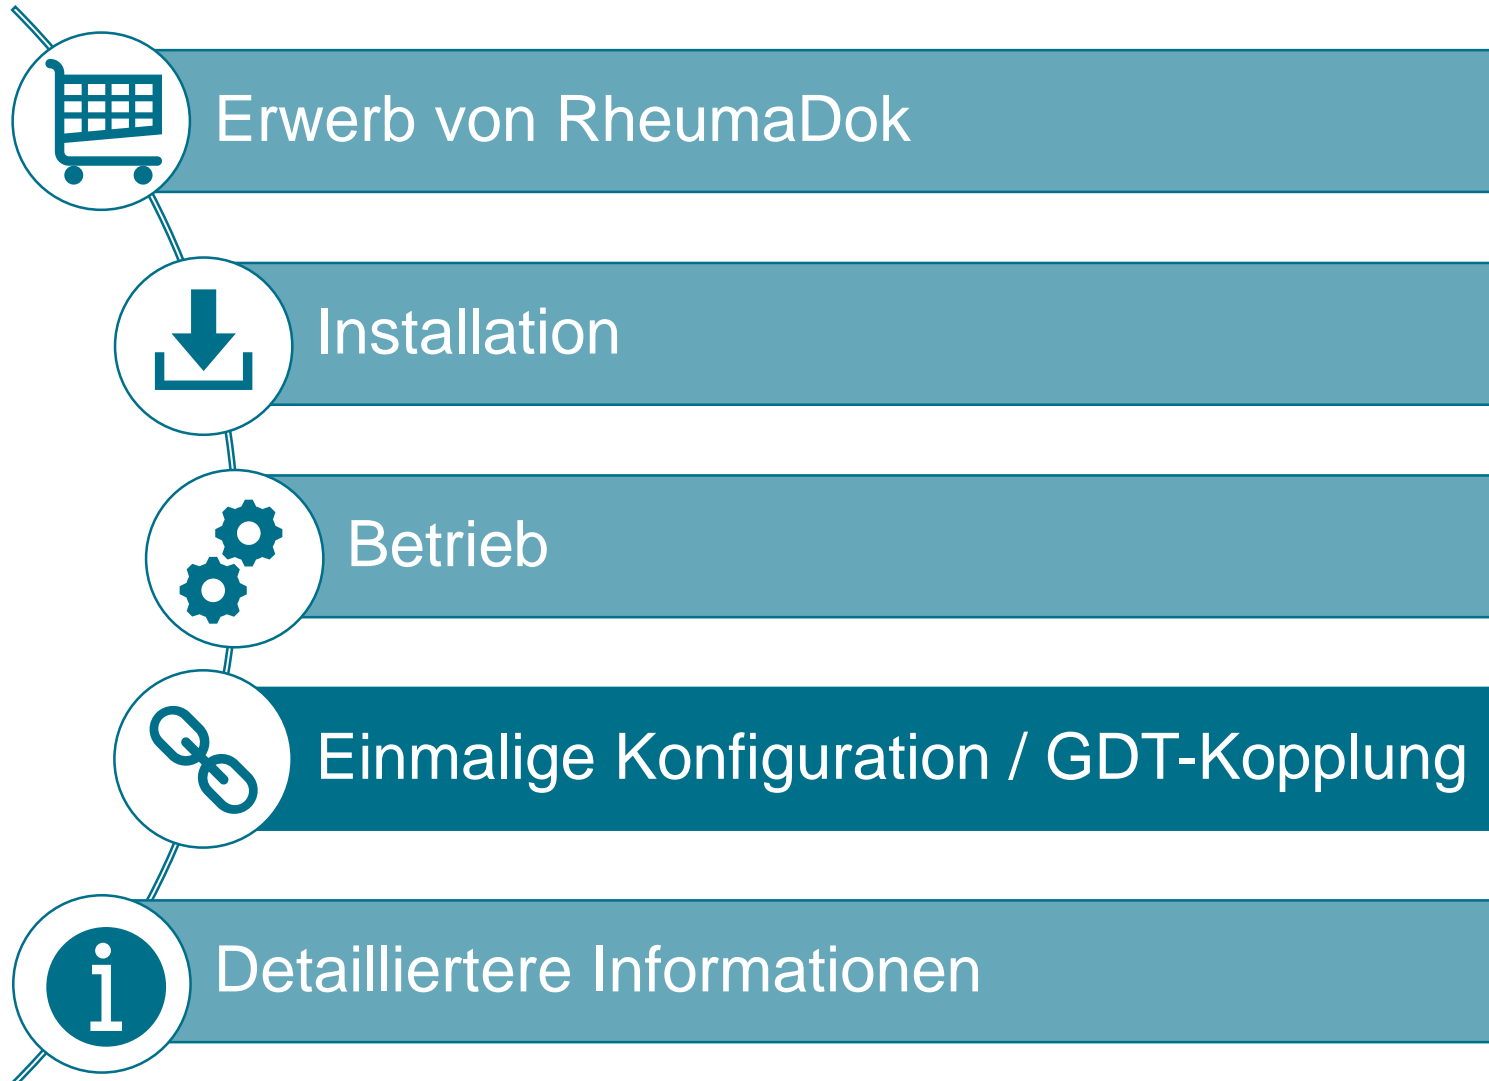 Erwerb von RheumaDok
Installation
Betrieb
Einmalige Konfiguration / GDT-Kopplung
Detailliertere Informationen